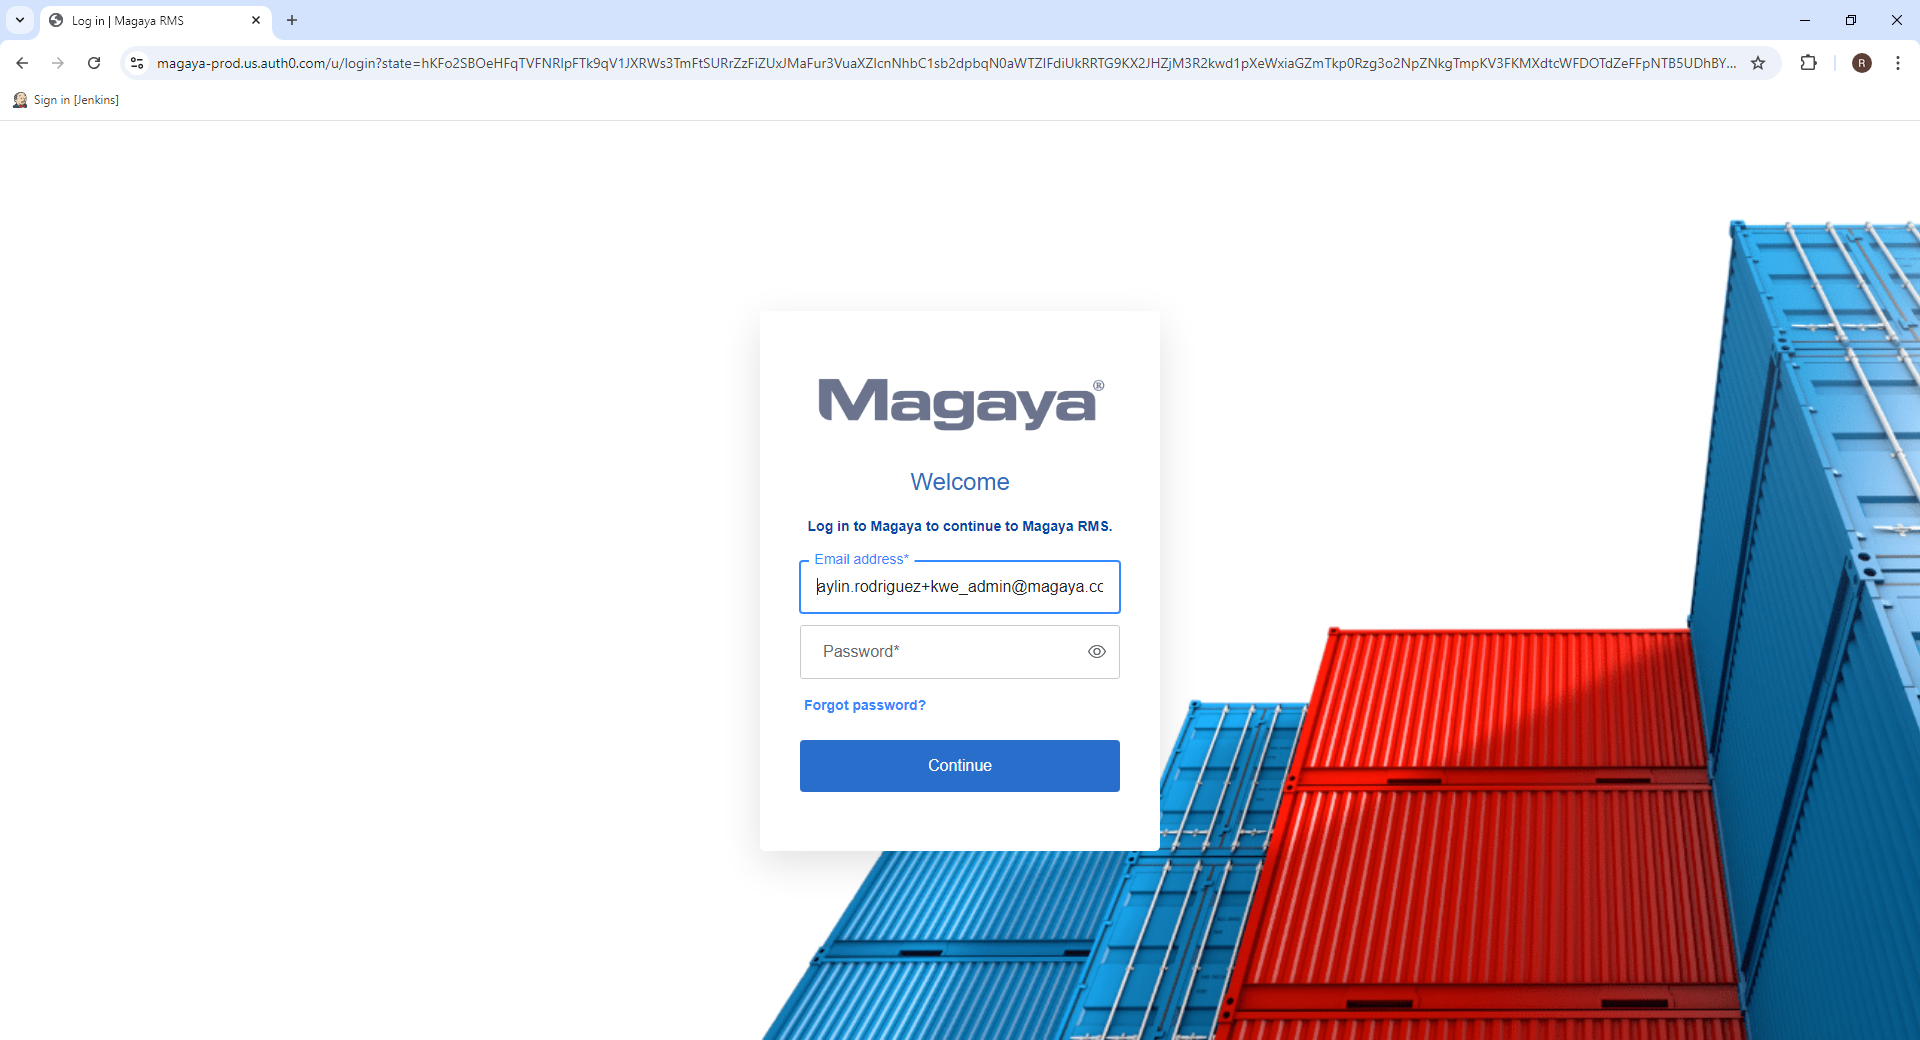 Log in | Magaya RMS
magaya-prod.us.auth0.com/u/login?state=
R
Sign in [Jenkins]
Magaya®
Welcome
Log in to Magaya to continue to Magaya RMS.
Email address*
aylin.rodriguez+kwe_admin@magaya.cc
Password*
Forgot password?
Continue